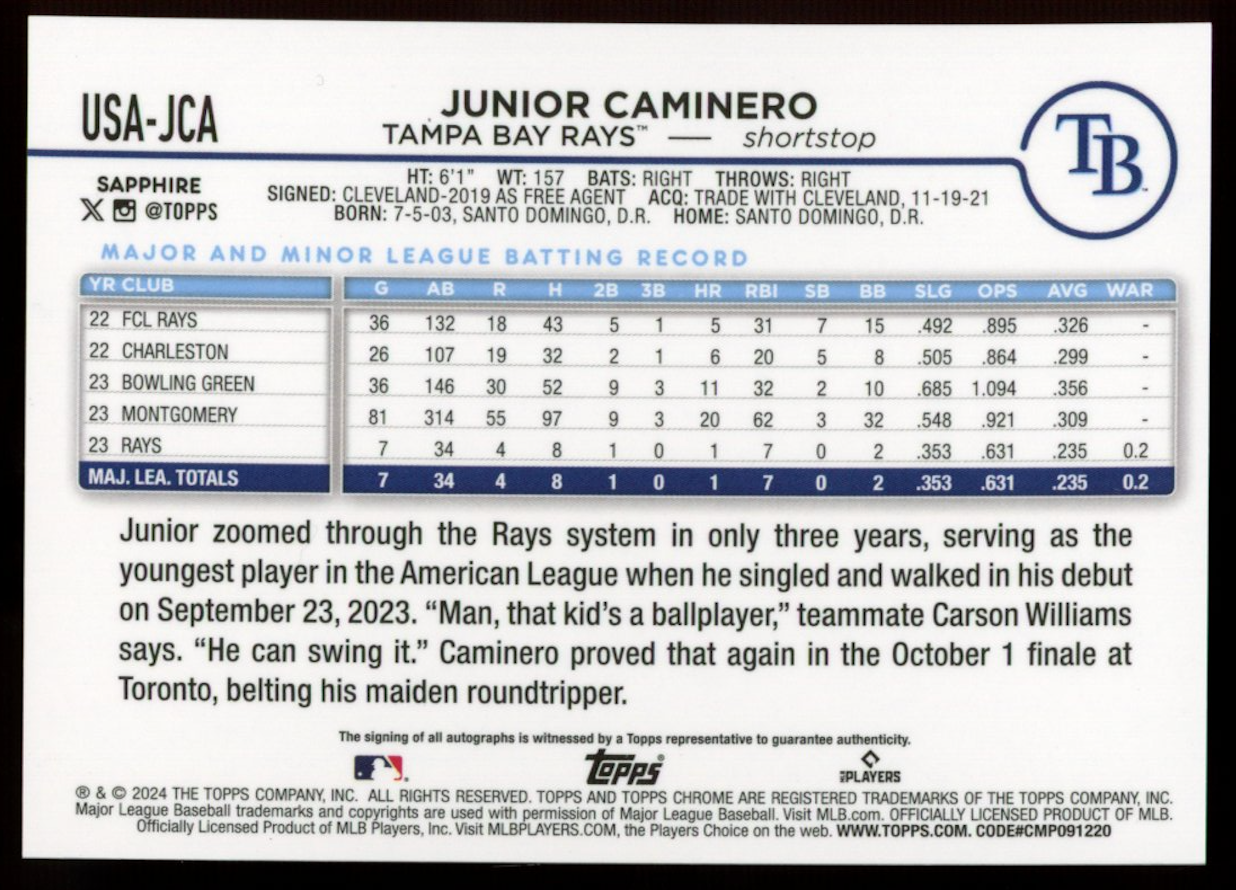 USA-JCA
JUNIOR CAMINERO
TAMPA BAY RAYS™ — shortstop
TB
SAPPHIRE
X @TOPPS
HT: 6'1" WT: 157 BATS: RIGHT THROWS: RIGHT
SIGNED: CLEVELAND-2019 AS FREE AGENT ACQ: TRADE WITH CLEVELAND, 11-19-21
BORN: 7-5-03, SANTO DOMINGO, D.R. HOME: SANTO DOMINGO, D.R.
MAJOR AND MINOR LEAGUE BATTING RECORD
YR CLUB G AB R H 2B 3B HR RBI SB BB SLG OPS AVG WAR
22 FCL RAYS 36 132 18 43 5 1 5 31 7 15 .492 .895 .326 -
22 CHARLESTON 26 107 19 32 2 1 6 20 5 8 .505 .864 .299 -
23 BOWLING GREEN 36 146 30 52 9 3 11 32 2 10 .685 1.094 .356 -
23 MONTGOMERY 81 314 55 97 9 3 20 62 3 32 .548 .921 .309 -
23 RAYS 7 34 4 8 1 0 1 7 0 2 .353 .631 .235 0.2
MAJ. LEA. TOTALS 7 34 4 8 1 0 1 7 0 2 .353 .631 .235 0.2
Junior zoomed through the Rays system in only three years, serving as the
youngest player in the American League when he singled and walked in his debut
on September 23, 2023. “Man, that kid’s a ballplayer,” teammate Carson Williams
says. “He can swing it.” Caminero proved that again in the October 1 finale at
Toronto, belting his maiden roundtripper.
The signing of all autographs is witnessed by a Topps representative to guarantee authenticity.
Topps
MLB PLAYERS
® & © 2024 THE TOPPS COMPANY, INC. ALL RIGHTS RESERVED. TOPPS AND TOPPS CHROME ARE REGISTERED TRADEMARKS OF THE TOPPS COMPANY, INC.
Major League Baseball trademarks and copyrights are used with permission of Major League Baseball. Visit MLB.com. OFFICIALLY LICENSED PRODUCT OF MLB.
Officially Licensed Product of MLB Players, Inc. Visit MLBPLAYERS.COM, the Players Choice on the web. WWW.TOPPS.COM. CODE#CMP091220